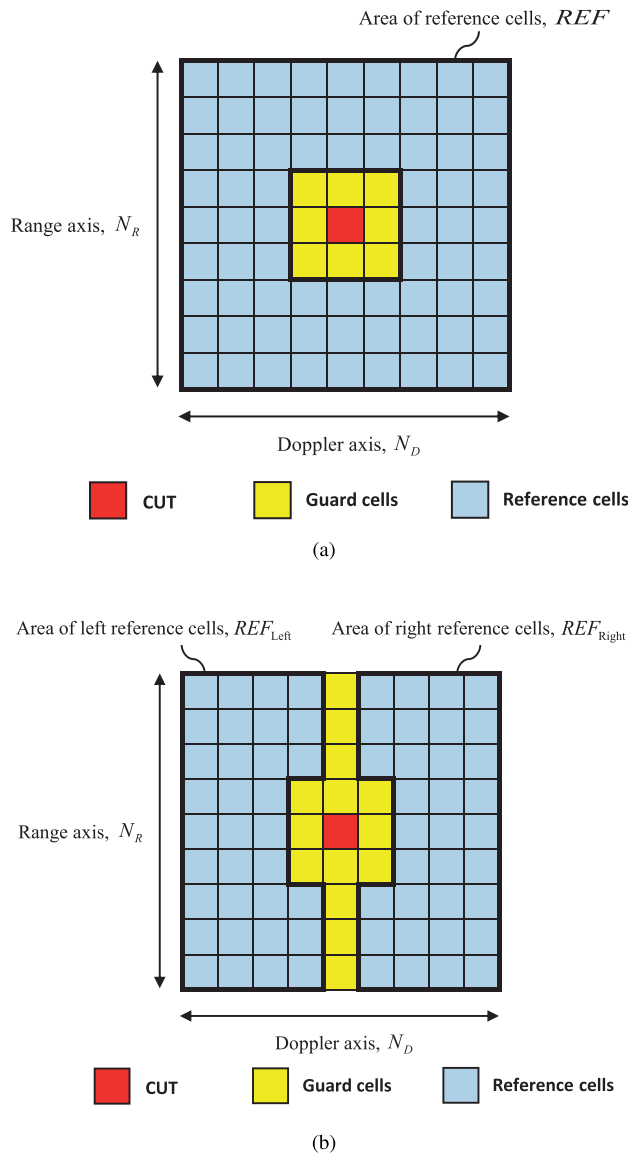 Area of reference cells, REF
Range axis, N_R
Doppler axis, N_D
CUT
Guard cells
Reference cells
(a)
Area of left reference cells, REF_Left
Area of right reference cells, REF_Right
Range axis, N_R
Doppler axis, N_D
CUT
Guard cells
Reference cells
(b)